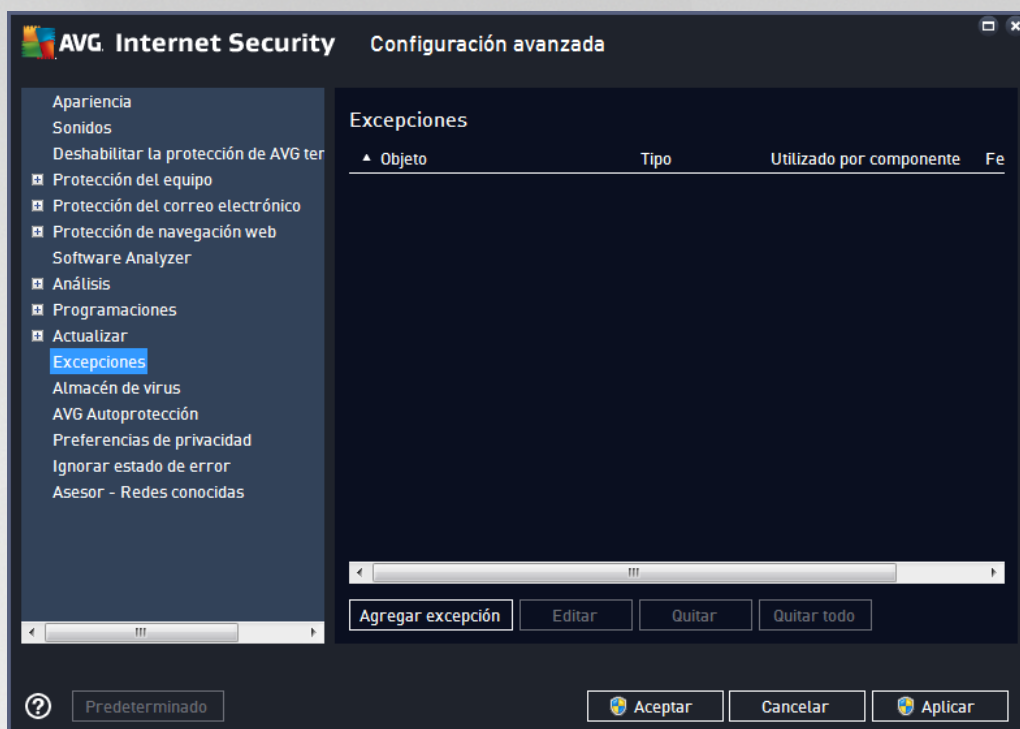 AVG. Internet Security Configuración avanzada
Apariencia
Sonidos
Deshabilitar la protección de AVG ter
Protección del equipo
Protección del correo electrónico
Protección de navegación web
Software Analyzer
Análisis
Programaciones
Actualizar
Excepciones
Almacén de virus
AVG Autoprotección
Preferencias de privacidad
Ignorar estado de error
Asesor - Redes conocidas
Excepciones
Objeto Tipo Utilizado por componente Fe
Agregar excepción Editar Quitar Quitar todo
? Predeterminado Aceptar Cancelar Aplicar